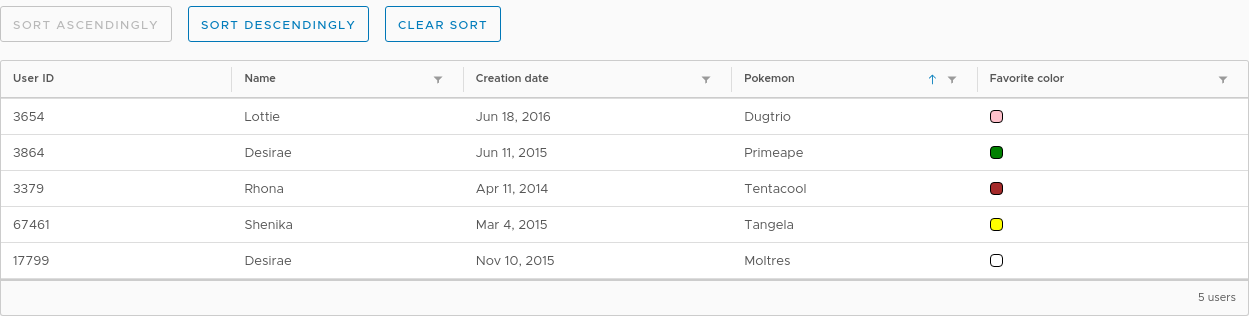 SORT ASCENDINGLY SORT DESCENDINGLY CLEAR SORT
User ID Name Creation date Pokemon Favorite color
3654 Lottie Jun 18, 2016 Dugtrio
3864 Desirae Jun 11, 2015 Primeape
3379 Rhona Apr 11, 2014 Tentacool
67461 Shenika Mar 4, 2015 Tangela
17799 Desirae Nov 10, 2015 Moltres
5 users